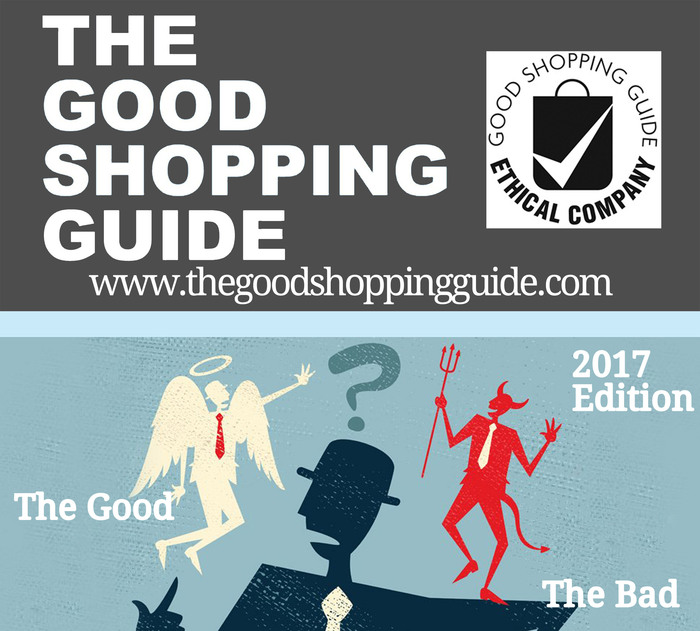 THE
GOOD
SHOPPING
GUIDE
GOOD SHOPPING GUIDE
ETHICAL COMPANY
www.thegoodshoppingguide.com
2017
Edition
The Good
The Bad